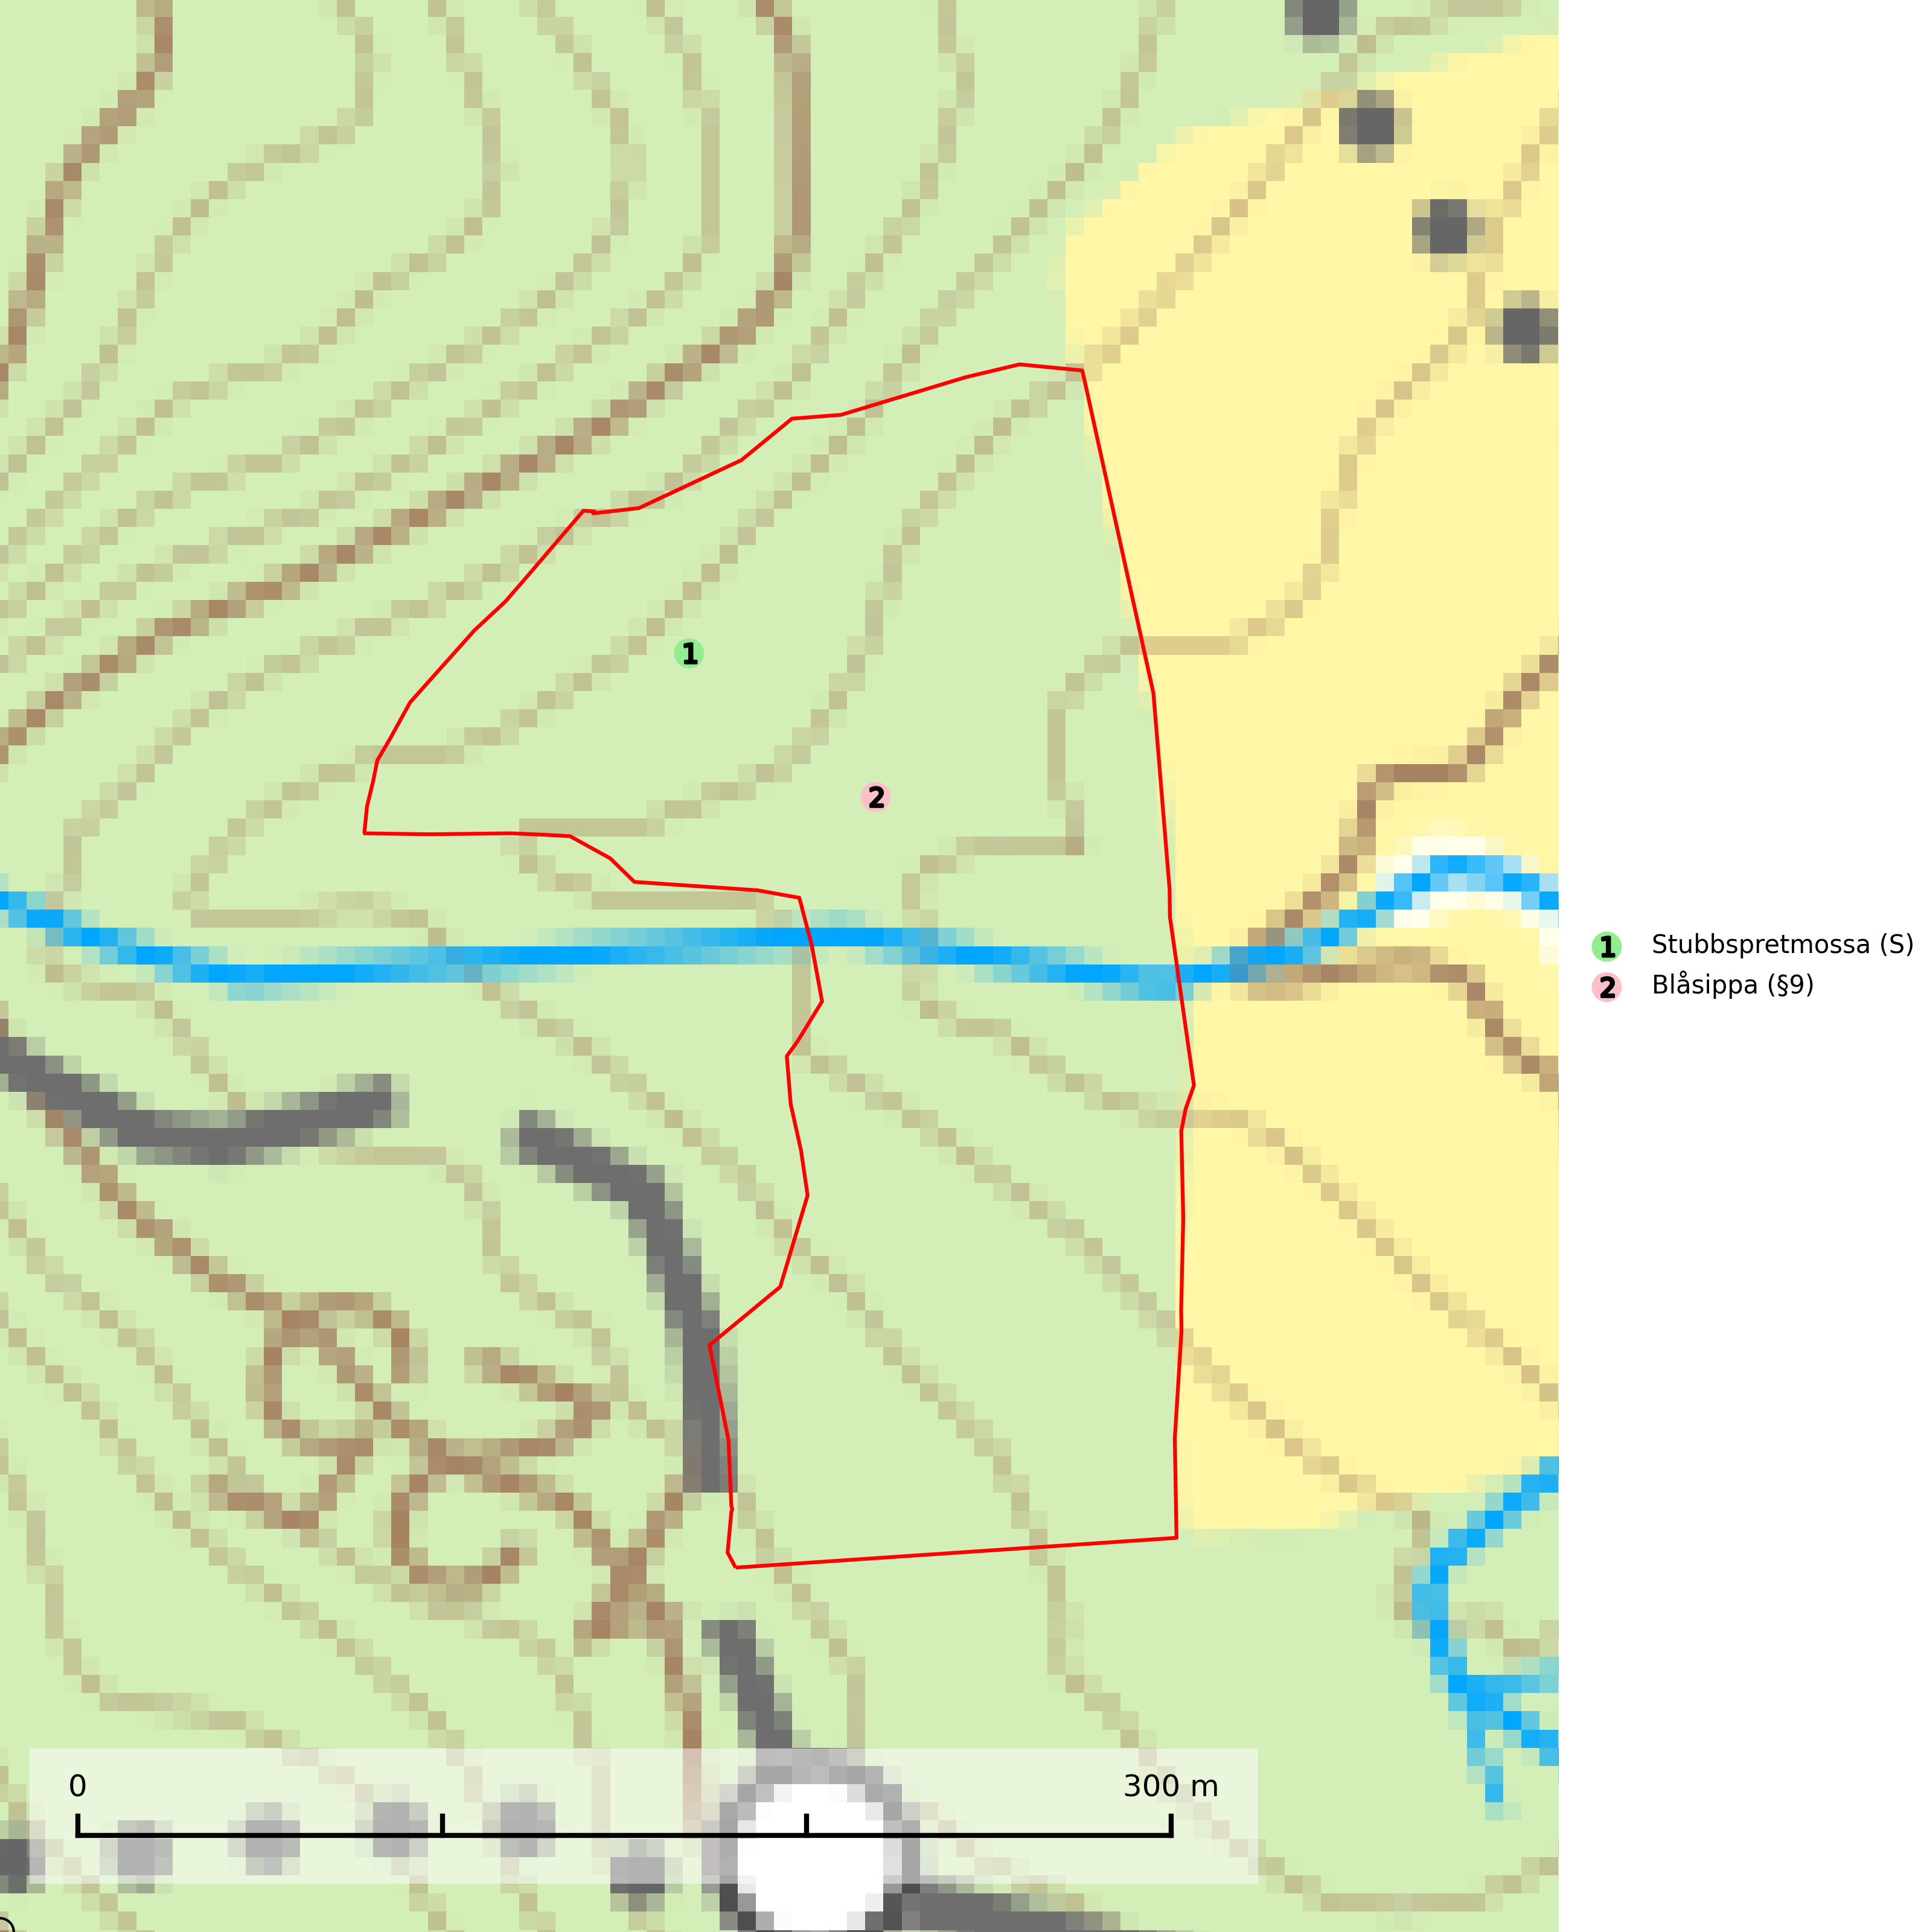 1
2
1 Stubbspretmossa (S)
2 Blåsippa (§9)
0 300 m